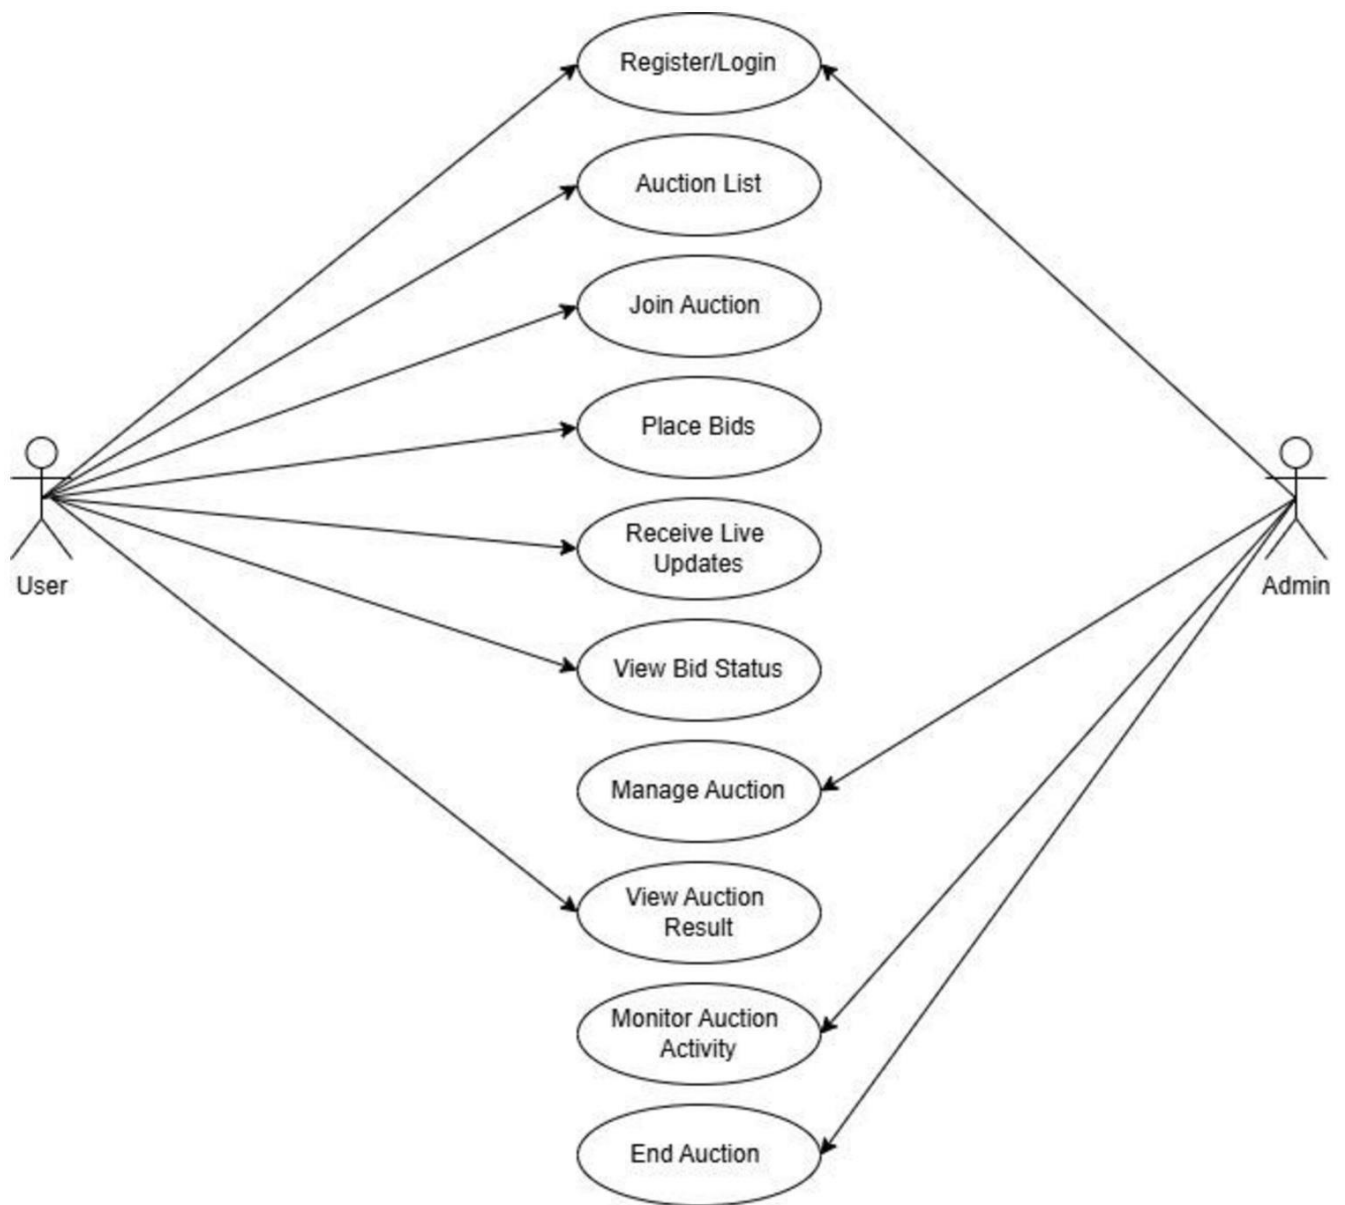 Register/Login
Auction List
Join Auction
Place Bids
Receive Live
Updates
User
Admin
View Bid Status
Manage Auction
View Auction
Result
Monitor Auction
Activity
End Auction